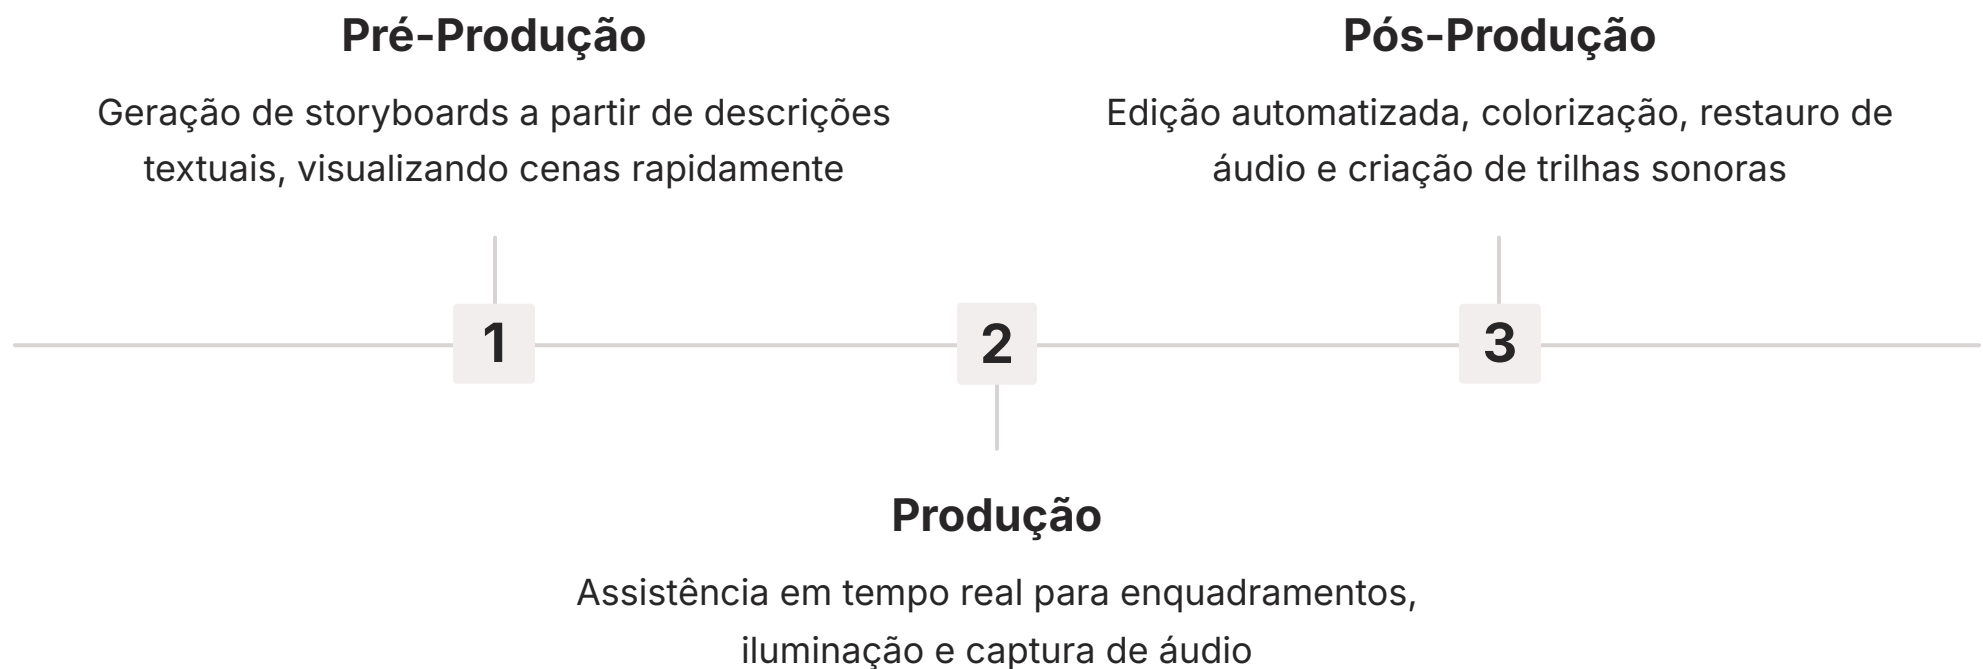 Pré-Produção
Geração de storyboards a partir de descrições
textuais, visualizando cenas rapidamente
Pós-Produção
Edição automatizada, colorização, restauro de
áudio e criação de trilhas sonoras
1
2
3
Produção
Assistência em tempo real para enquadramentos,
iluminação e captura de áudio